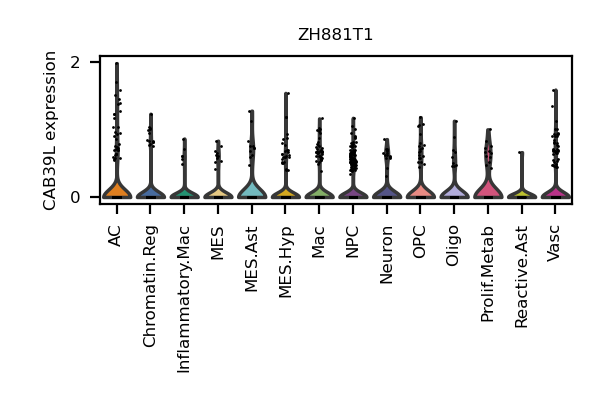 ZH881T1
CAB39L expression
2
0
AC
Chromatin.Reg
Inflammatory.Mac
MES
MES.Ast
MES.Hyp
Mac
NPC
Neuron
OPC
Oligo
Prolif.Metab
Reactive.Ast
Vasc